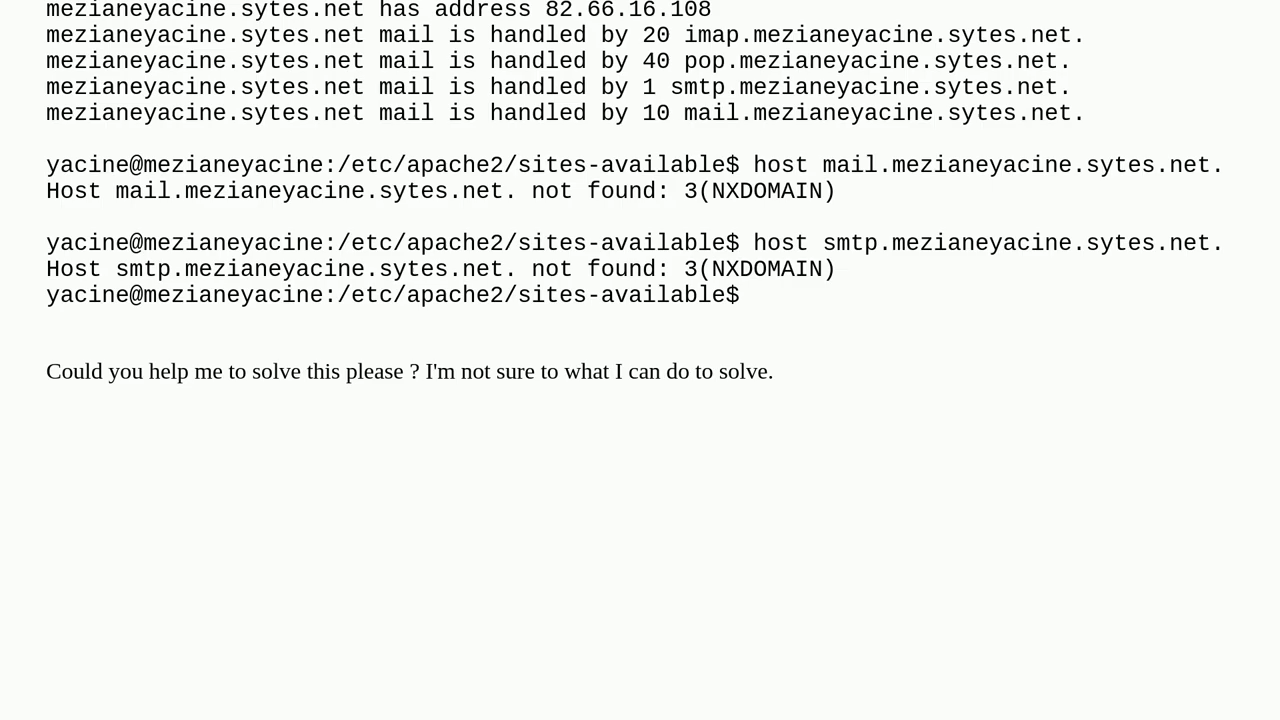 mezianeyacine.sytes.net has address 82.66.16.108
mezianeyacine.sytes.net mail is handled by 20 imap.mezianeyacine.sytes.net.
mezianeyacine.sytes.net mail is handled by 40 pop.mezianeyacine.sytes.net.
mezianeyacine.sytes.net mail is handled by 1 smtp.mezianeyacine.sytes.net.
mezianeyacine.sytes.net mail is handled by 10 mail.mezianeyacine.sytes.net.
yacine@mezianeyacine:/etc/apache2/sites-available$ host mail.mezianeyacine.sytes.net.
Host mail.mezianeyacine.sytes.net. not found: 3(NXDOMAIN)
yacine@mezianeyacine:/etc/apache2/sites-available$ host smtp.mezianeyacine.sytes.net.
Host smtp.mezianeyacine.sytes.net. not found: 3(NXDOMAIN)
yacine@mezianeyacine:/etc/apache2/sites-available$
Could you help me to solve this please ? I'm not sure to what I can do to solve.